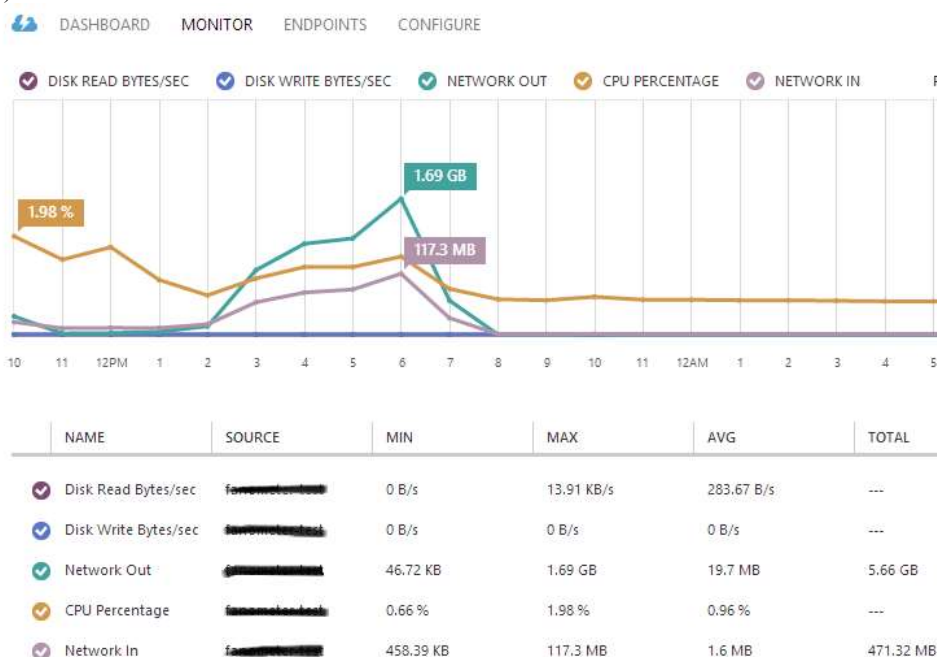 DASHBOARD MONITOR ENDPOINTS CONFIGURE
DISK READ BYTES/SEC DISK WRITE BYTES/SEC NETWORK OUT CPU PERCENTAGE NETWORK IN
1.69 GB
1.98 %
117.3 MB
10 11 12PM 1 2 3 4 5 6 7 8 9 10 11 12AM 1 2 3 4 5
NAME SOURCE MIN MAX AVG TOTAL
Disk Read Bytes/sec 0 B/s 13.91 KB/s 283.67 B/s ---
Disk Write Bytes/sec 0 B/s 0 B/s 0 B/s ---
Network Out 46.72 KB 1.69 GB 19.7 MB 5.66 GB
CPU Percentage 0.66 % 1.98 % 0.96 % ---
Network In 458.39 KB 117.3 MB 1.6 MB 471.32 MB